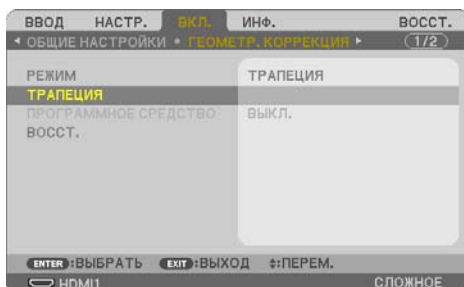 ВВОД НАСТР. ВКЛ. ИНФ. ВОССТ.
ОБЩИЕ НАСТРОЙКИ • ГЕОМЕТР. КОРРЕКЦИЯ (1/2)
РЕЖИМ ТРАПЕЦИЯ
ТРАПЕЦИЯ
ПРОГРАММНОЕ СРЕДСТВО ВЫКЛ.
ВОССТ.
ENTER :ВЫБРАТЬ EXIT :ВЫХОД :ПЕРЕМ.
HDMI1 СЛОЖНОЕ